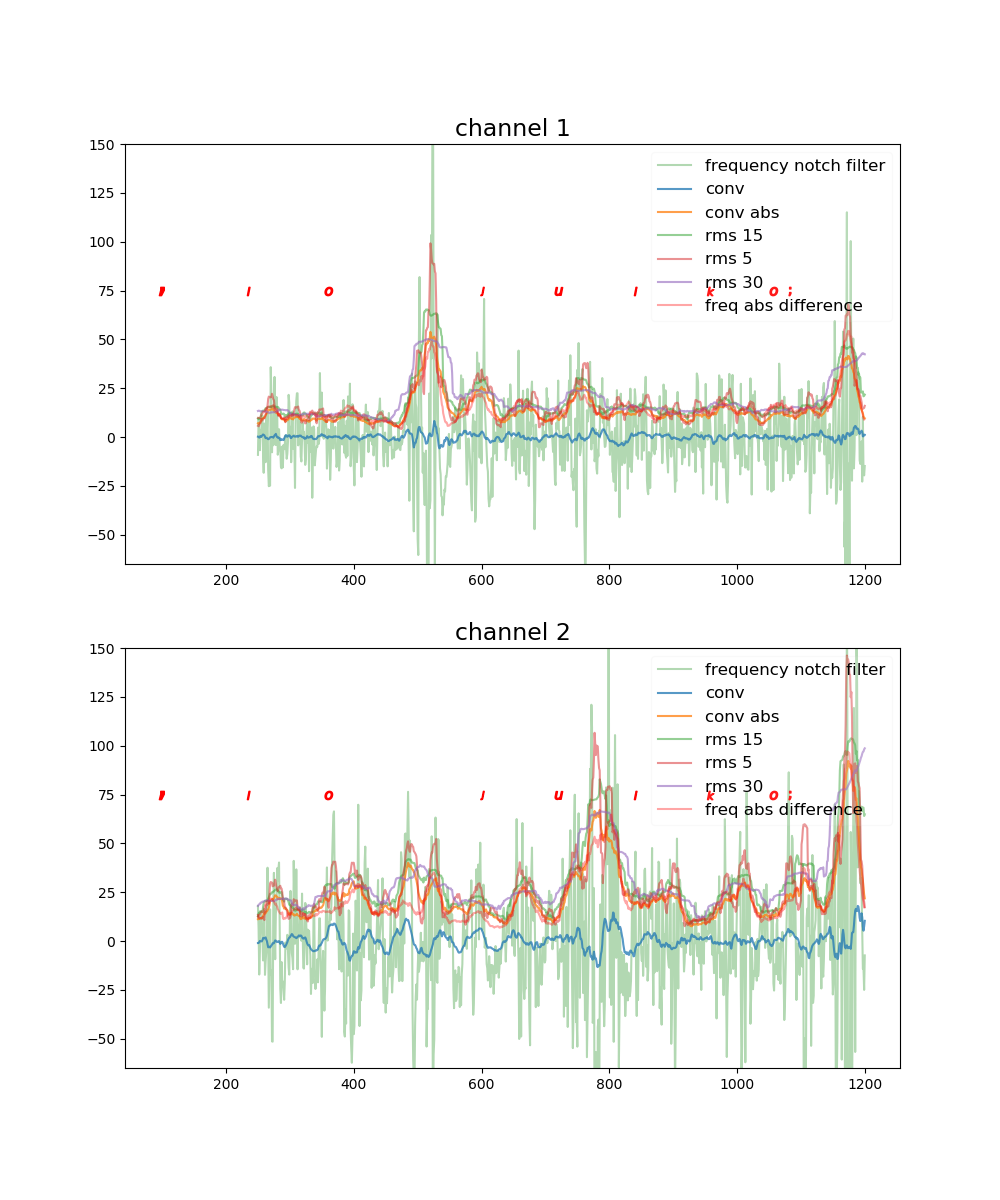 channel 1
150
125
100
75
50
25
0
−25
−50
frequency notch filter
conv
conv abs
rms 15
rms 5
rms 30
freq abs difference
l o J u l k o ;
200 400 600 800 1000 1200
channel 2
150
125
100
75
50
25
0
−25
−50
frequency notch filter
conv
conv abs
rms 15
rms 5
rms 30
freq abs difference
l o J u l k o ;
200 400 600 800 1000 1200